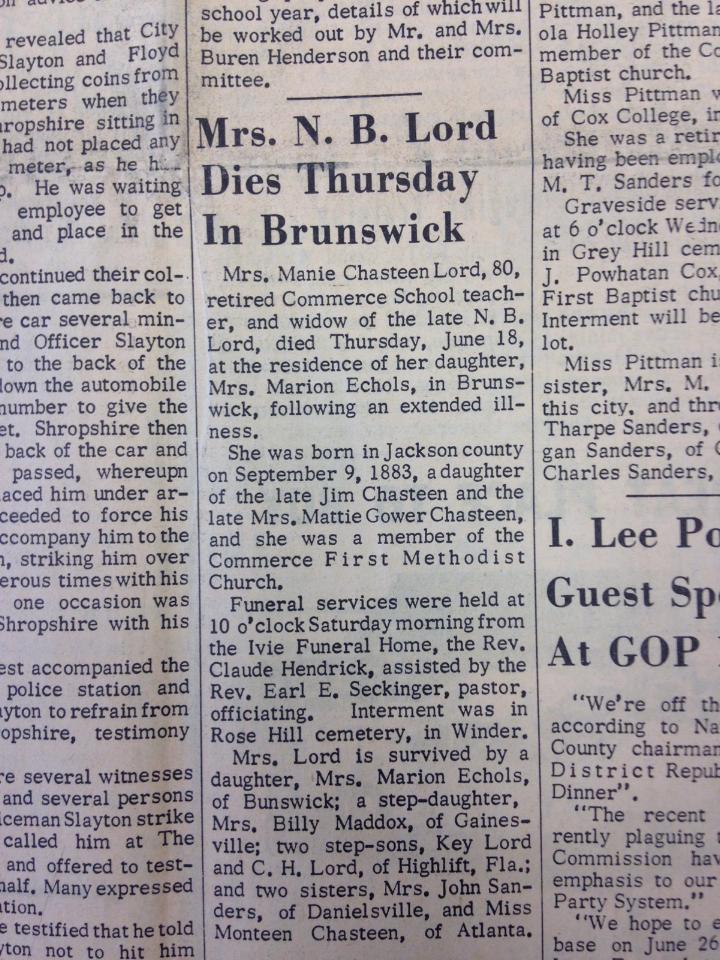 revealed that City
Slayton and Floyd
ollecting coins from
meters when they
hropshire sitting in
had not placed any
meter, as he
He was waiting
employee to get
and place in the
d.
continued their col-
then came back to
re car several min-
nd Officer Slayton
to the back of the
down the automobile
number to give the
et. Shropshire then
back of the car and
passed, whereupn
laced him under ar-
ceeded to force his
ccompany him to the
n, striking him over
erous times with his
one occasion was
Shropshire with his
est accompanied the
police station and
ayton to refrain from
opshire, testimony
re several witnesses
and several persons
iceman Slayton strike
called him at The
and offered to test-
half. Many expressed
ation.
e testified that he told
yton not to hit him
school year, details of which will
be worked out by Mr. and Mrs.
Buren Henderson and their com-
mittee.
Mrs. N. B. Lord
Dies Thursday
In Brunswick
Mrs. Manie Chasteen Lord, 80,
retired Commerce School teach-
er, and widow of the late N. B.
Lord, died Thursday, June 18,
at the residence of her daughter,
Mrs. Marion Echols, in Bruns-
wick, following an extended ill-
ness.
She was born in Jackson county
on September 9, 1883, a daughter
of the late Jim Chasteen and the
late Mrs. Mattie Gower Chasteen,
and she was a member of the
Commerce First Methodist
Church.
Funeral services were held at
10 o'clock Saturday morning from
the Ivie Funeral Home, the Rev.
Claude Hendrick, assisted by the
Rev. Earl E. Seckinger, pastor,
officiating. Interment was in
Rose Hill cemetery, in Winder.
Mrs. Lord is survived by a
daughter, Mrs. Marion Echols,
of Bunswick; a step-daughter,
Mrs. Billy Maddox, of Gaines-
ville; two step-sons, Key Lord
and C. H. Lord, of Highlift, Fla.;
and two sisters, Mrs. John San-
ders, of Danielsville, and Miss
Monteen Chasteen, of Atlanta.
Pittman, and the la
ola Holley Pittman
member of the Co
Baptist church.
Miss Pittman w
of Cox College, in
She was a retir
having been emplo
M. T. Sanders fo
Graveside serv
at 6 o'clock Wednes
in Grey Hill cem
J. Powhatan Cox,
First Baptist chu
Interment will be
lot.
Miss Pittman is
sister, Mrs. M.
this city, and thre
Tharpe Sanders,
gan Sanders, of C
Charles Sanders,
I. Lee Po
Guest Spe
At GOP
"We're off th
according to Na
County chairman
District Repub
Dinner".
"The recent
rently plaguing
Commission hav
emphasis to our
Party System."
"We hope to e
base on June 26